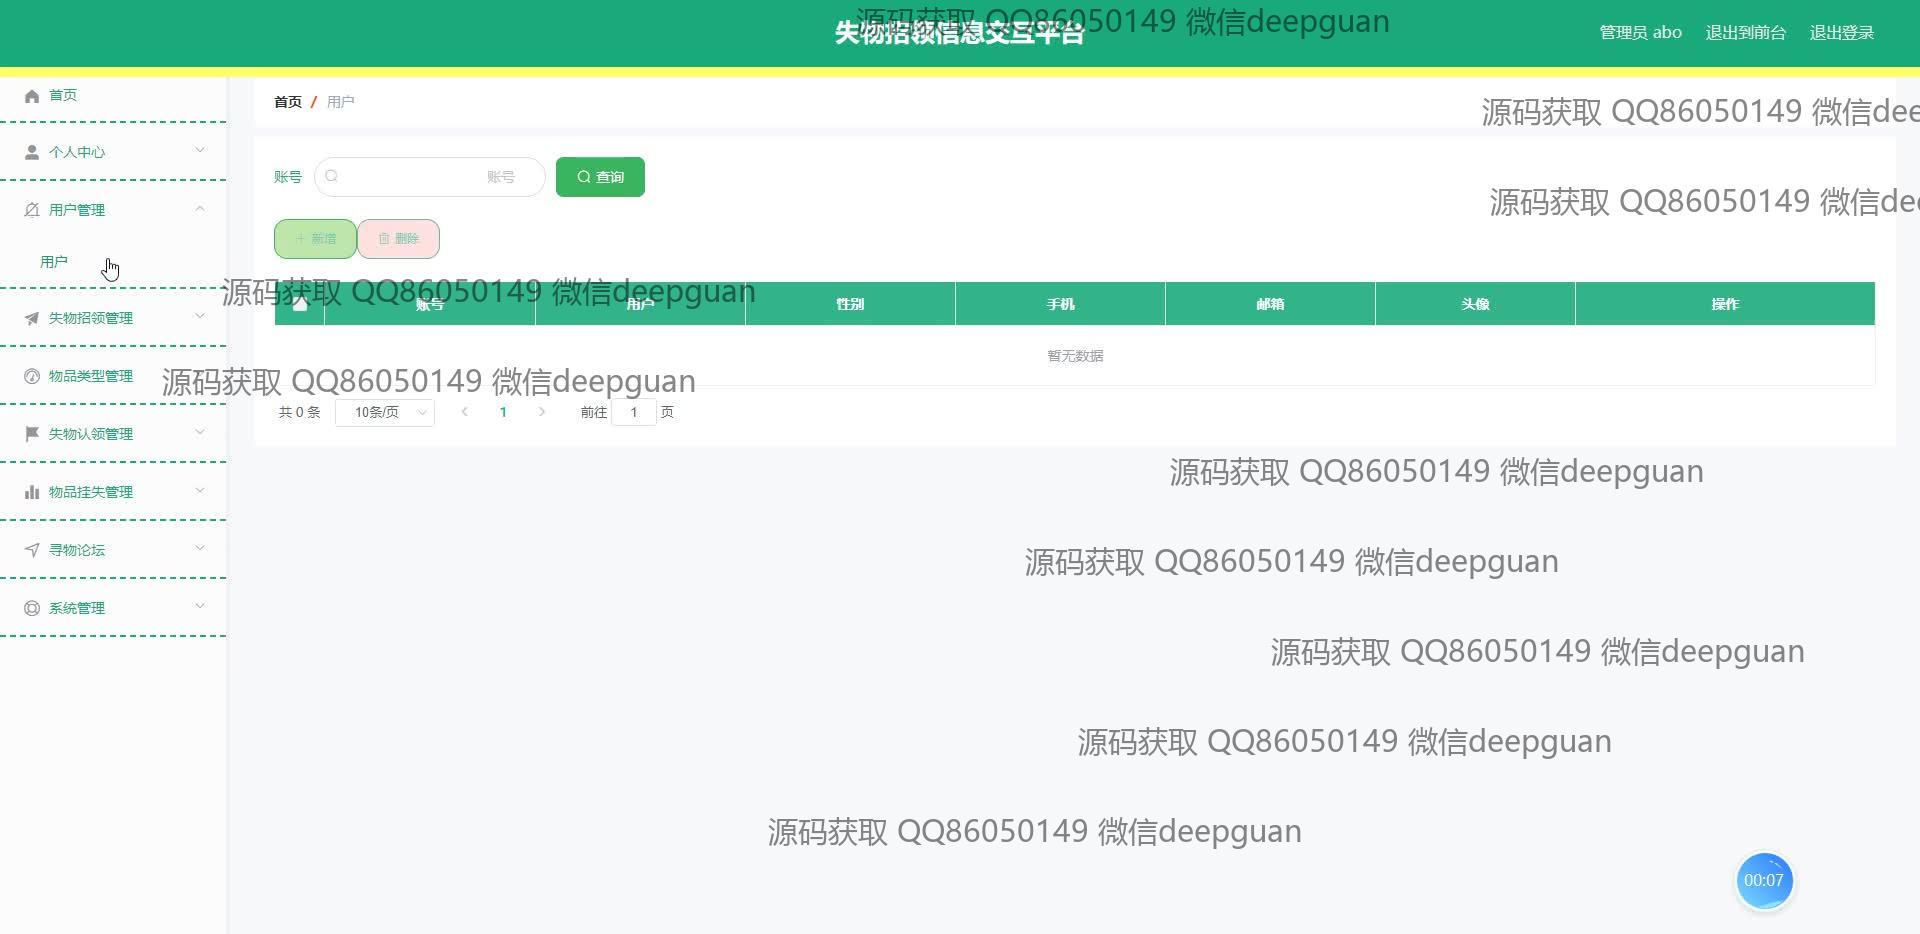 失物招领信息交互平台
源码获取 QQ86050149 微信deepguan
管理员 abo
退出到前台
退出登录
首页
个人中心
用户管理
用户
失物招领管理
物品类型管理
失物认领管理
物品挂失管理
寻物论坛
系统管理
首页 / 用户
源码获取 QQ86050149 微信dee
账号
账号
查询
源码获取 QQ86050149 微信dee
新增
删除
源码获取 QQ86050149 微信deepguan
账号 用户 性别 手机 邮箱 头像 操作
暂无数据
源码获取 QQ86050149 微信deepguan
共 0 条 10条/页 1 前往 1 页
源码获取 QQ86050149 微信deepguan
源码获取 QQ86050149 微信deepguan
源码获取 QQ86050149 微信deepguan
源码获取 QQ86050149 微信deepguan
源码获取 QQ86050149 微信deepguan
00:07